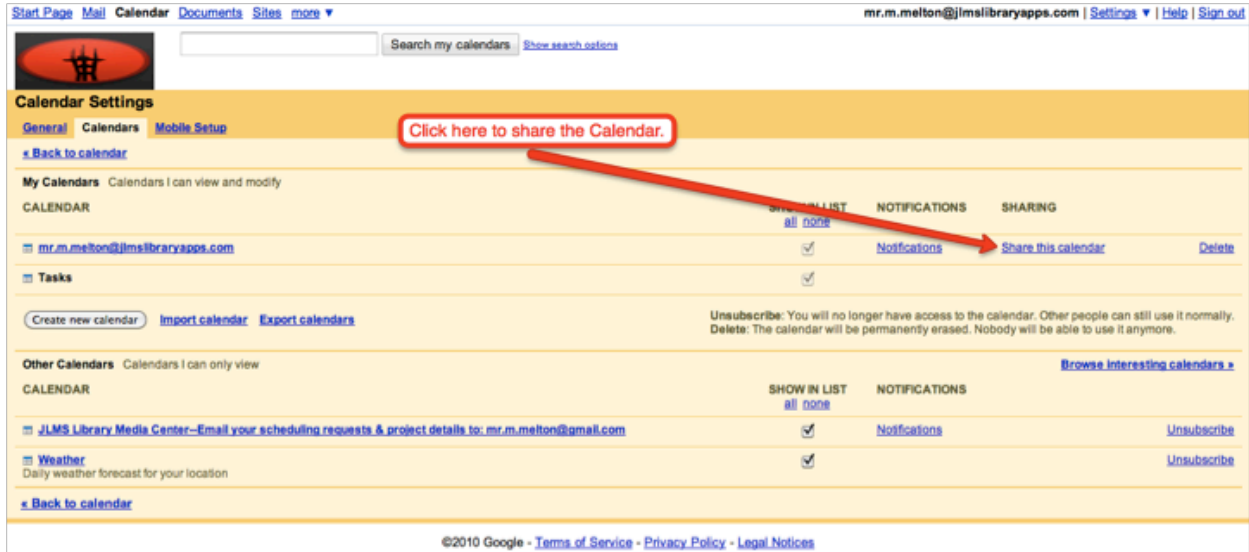 Start Page Mail Calendar Documents Sites more ▼ mr.m.melton@jlmslibraryapps.com | Settings ▼ | Help | Sign out
Search my calendars Show search options
Calendar Settings
General Calendars Mobile Setup
Click here to share the Calendar.
« Back to calendar
My Calendars Calendars I can view and modify
CALENDAR SHOW IN LIST NOTIFICATIONS SHARING
all none
mr.m.melton@jlmslibraryapps.com Notifications Share this calendar Delete
Tasks
Create new calendar Import calendar Export calendars
Unsubscribe: You will no longer have access to the calendar. Other people can still use it normally.
Delete: The calendar will be permanently erased. Nobody will be able to use it anymore.
Other Calendars Calendars I can only view Browse interesting calendars »
CALENDAR SHOW IN LIST NOTIFICATIONS
all none
JLMS Library Media Center--Email your scheduling requests & project details to: mr.m.melton@gmail.com Notifications Unsubscribe
Weather Unsubscribe
Daily weather forecast for your location
« Back to calendar
©2010 Google - Terms of Service - Privacy Policy - Legal Notices